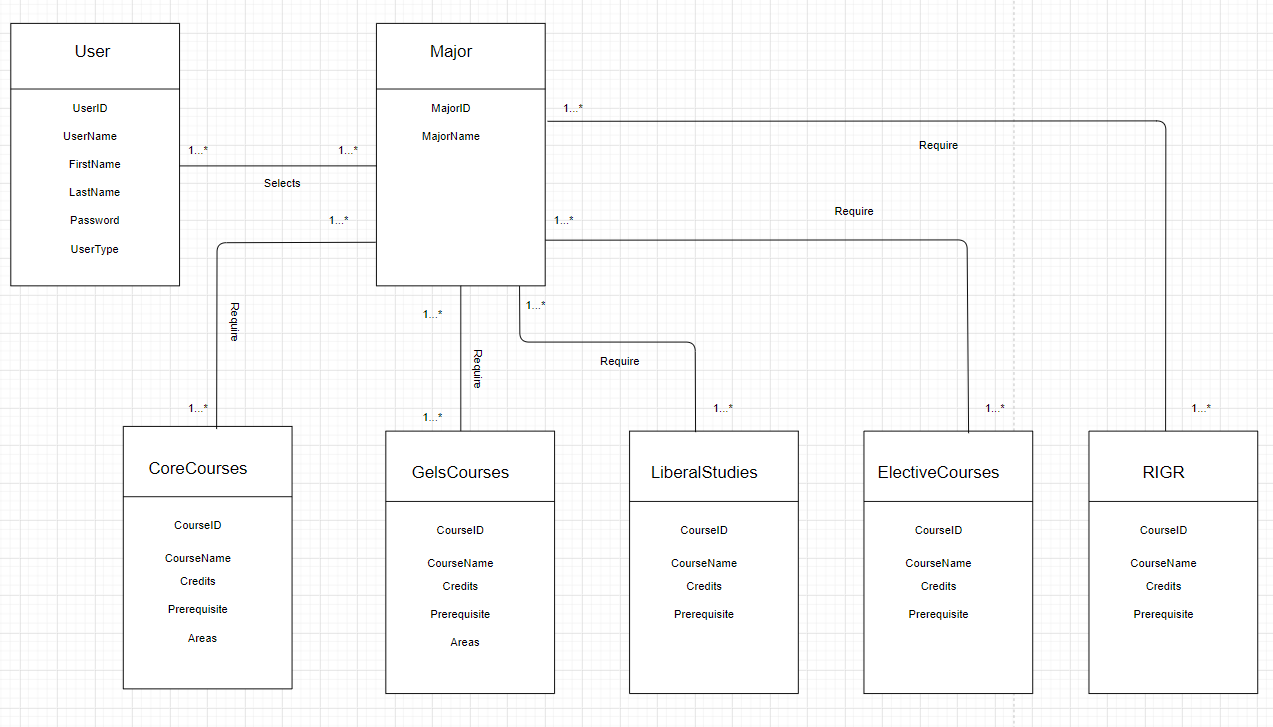 User
UserID
UserName
FirstName
LastName
Password
UserType
Major
MajorID
MajorName
1...*
1...*
Selects
1...*
Require
1...*
1...*
Require
1...*
1...*
Require
1...*
1...*
Require
1...*
1...*
Require
1...*
CoreCourses
CourseID
CourseName
Credits
Prerequisite
Areas
GelsCourses
CourseID
CourseName
Credits
Prerequisite
Areas
LiberalStudies
CourseID
CourseName
Credits
Prerequisite
ElectiveCourses
CourseID
CourseName
Credits
Prerequisite
RIGR
CourseID
CourseName
Credits
Prerequisite